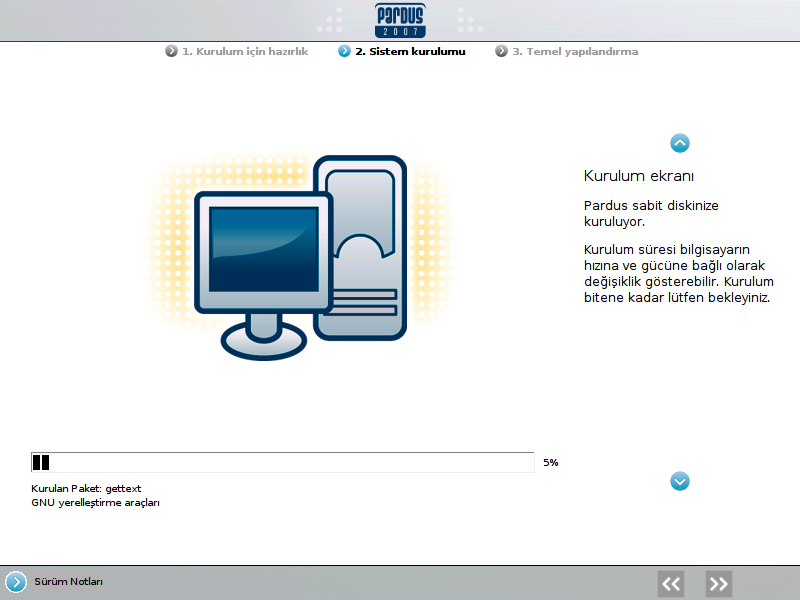 PARDUS
2007
1. Kurulum için hazırlık
2. Sistem kurulumu
3. Temel yapılandırma
Kurulum ekranı
Pardus sabit diskinize
kuruluyor.
Kurulum süresi bilgisayarın
hızına ve gücüne bağlı olarak
değişiklik gösterebilir. Kurulum
bitene kadar lütfen bekleyiniz.
5%
Kurulan Paket: gettext
GNU yerelleştirme araçları
Sürüm Notları